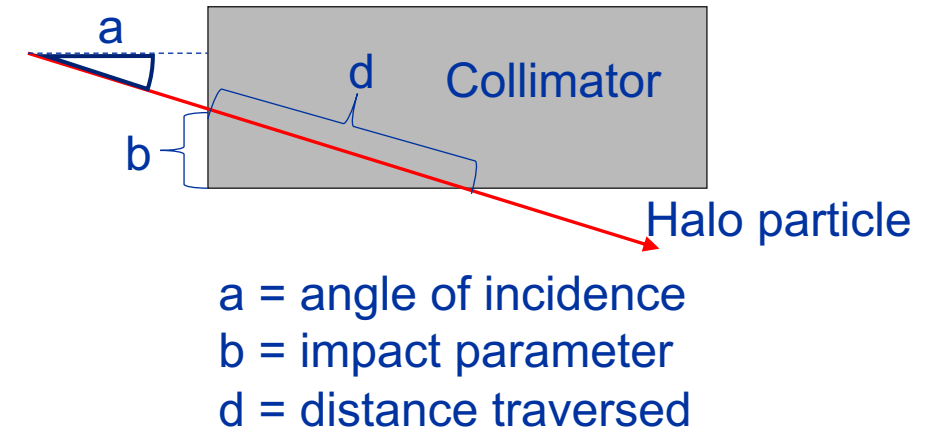 a
d
Collimator
b
Halo particle
a = angle of incidence
b = impact parameter
d = distance traversed